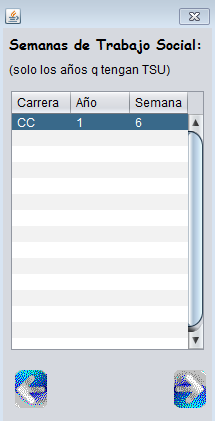 Semanas de Trabajo Social:
(solo los años q tengan TSU)
Carrera Año Semana
CC 1 6